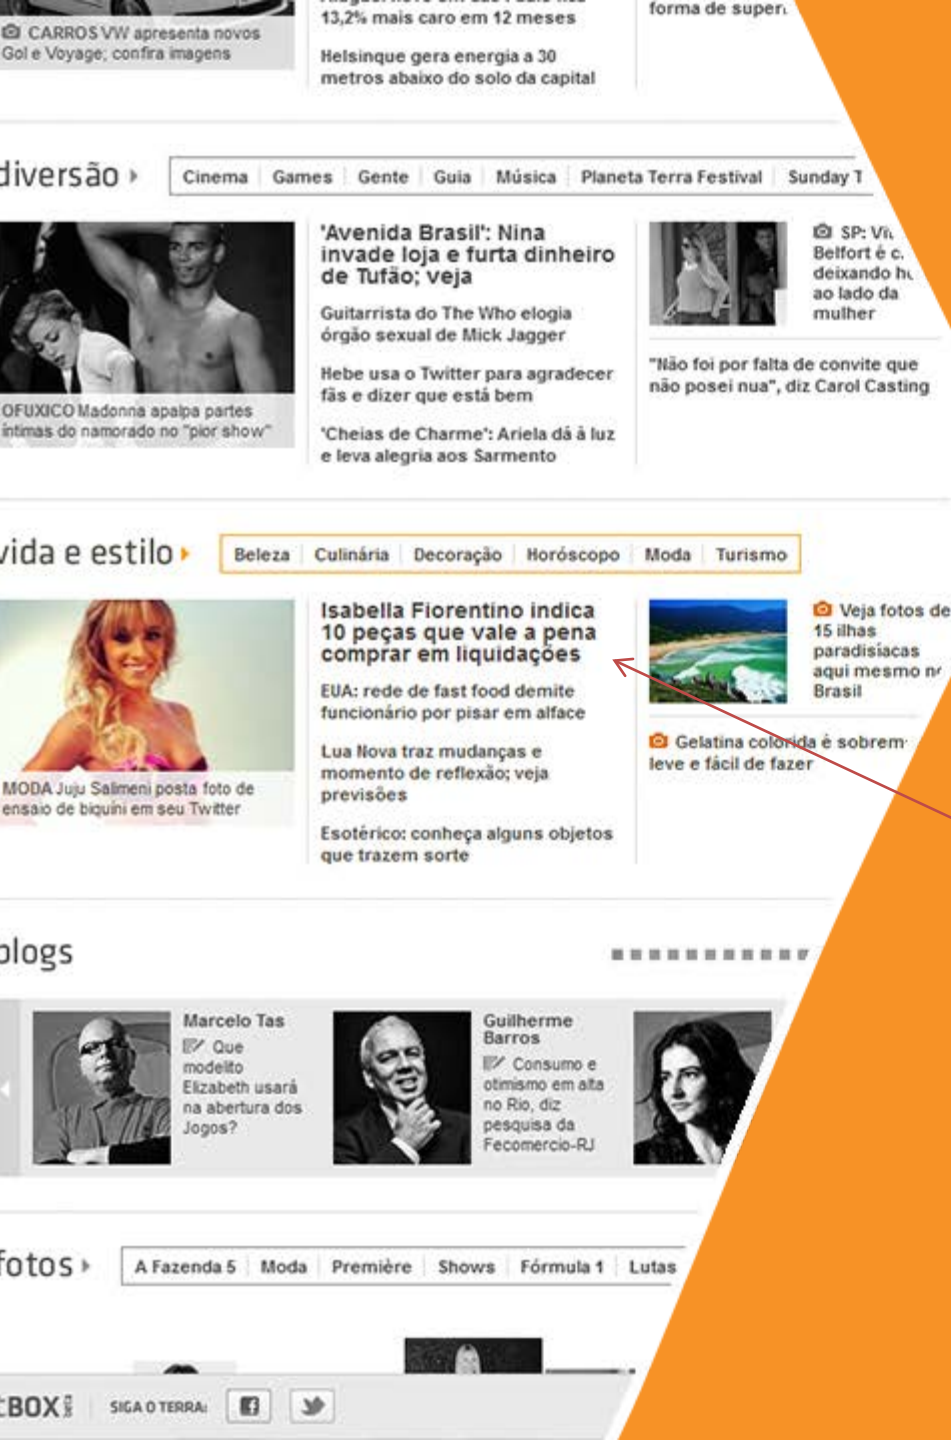 13,2% mais caro em 12 meses
Helsinque gera energia a 30
metros abaixo do solo da capital
forma de super
CARROS VW apresenta novos
Gol e Voyage; confira imagens
diversão
Cinema Games Gente Guia Música Planeta Terra Festival Sunday T
OFUXICO Madonna apalpa partes
íntimas do namorado no "pior show"
'Avenida Brasil': Nina
invade loja e furta dinheiro
de Tufão; veja
Guitarrista do The Who elogia
órgão sexual de Mick Jagger
Hebe usa o Twitter para agradecer
fãs e dizer que está bem
'Cheias de Charme': Ariela dá à luz
e leva alegria aos Sarmento
SP:
Belfort é
deixando
ao lado da
mulher
"Não foi por falta de convite que
não posei nua", diz Carol Casting
vida e estilo
Beleza Culinária Decoração Horóscopo Moda Turismo
MODA Juju Salimeni posta foto de
ensaio de biquíni em seu Twitter
Isabella Fiorentino indica
10 peças que vale a pena
comprar em liquidações
EUA: rede de fast food demite
funcionário por pisar em alface
Lua Nova traz mudanças e
momento de reflexão; veja
previsões
Esotérico: conheça alguns objetos
que trazem sorte
Veja fotos de
15 ilhas
paradisíacas
aqui mesmo
Brasil
Gelatina colorida é sobrem
leve e fácil de fazer
blogs
Marcelo Tas
Que
modelito
Elizabeth usará
na abertura dos
Jogos?
Guilherme
Barros
Consumo e
otimismo em alta
no Rio, diz
pesquisa da
Fecomercio-RJ
fotos
A Fazenda 5 Moda Première Shows Fórmula 1 Lutas
BOX beta SIGA O TERRA: